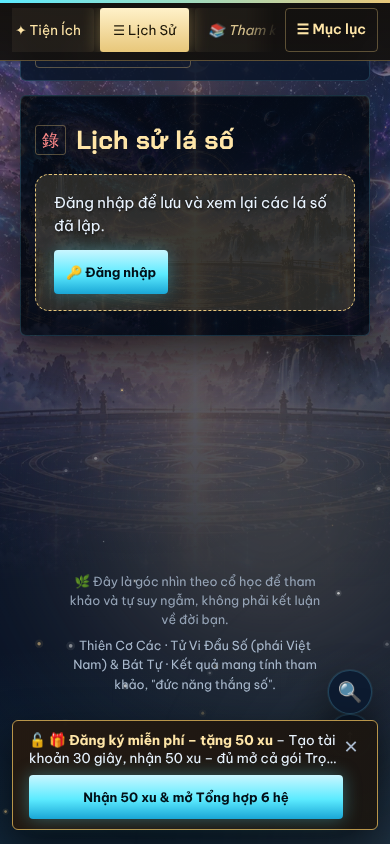 ✦ Tiện Ích
☰ Lịch Sử
📚 Tham k
☰ Mục lục
錄 Lịch sử lá số
Đăng nhập để lưu và xem lại các lá số
đã lập.
🔑 Đăng nhập
🌿 Đây là góc nhìn theo cổ học để tham
khảo và tự suy ngẫm, không phải kết luận
về đời bạn.
Thiên Cơ Các · Tử Vi Đẩu Số (phái Việt
Nam) & Bát Tự · Kết quả mang tính tham
khảo, "đức năng thắng số".
🔍
🔓 🎁 Đăng ký miễn phí – tặng 50 xu – Tạo tài
khoản 30 giây, nhận 50 xu – đủ mở cả gói Trọ...
✕
Nhận 50 xu & mở Tổng hợp 6 hệ